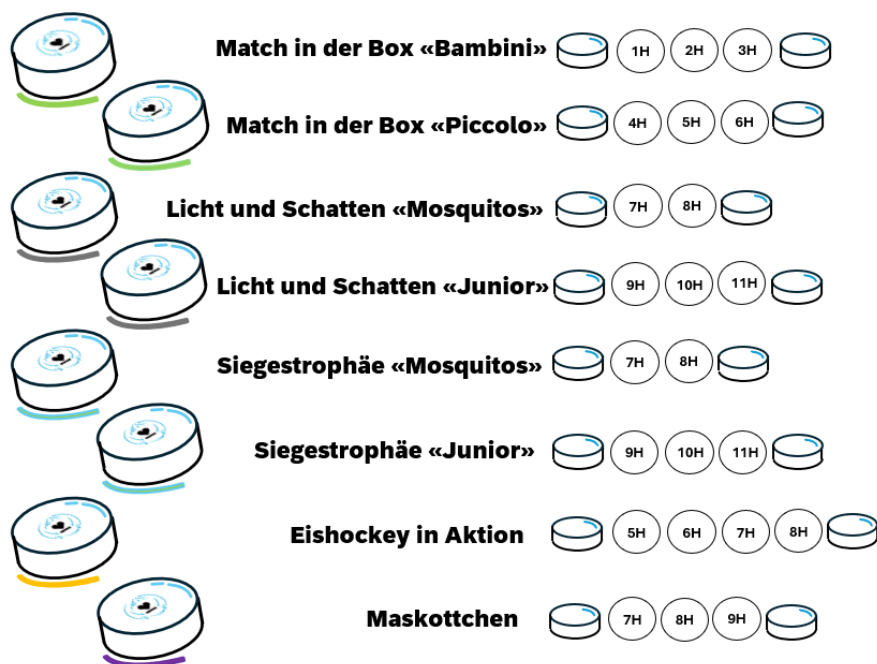 Match in der Box «Bambini» 1H 2H 3H
Match in der Box «Piccolo» 4H 5H 6H
Licht und Schatten «Mosquitos» 7H 8H
Licht und Schatten «Junior» 9H 10H 11H
Siegestrophäe «Mosquitos» 7H 8H
Siegestrophäe «Junior» 9H 10H 11H
Eishockey in Aktion 5H 6H 7H 8H
Maskottchen 7H 8H 9H